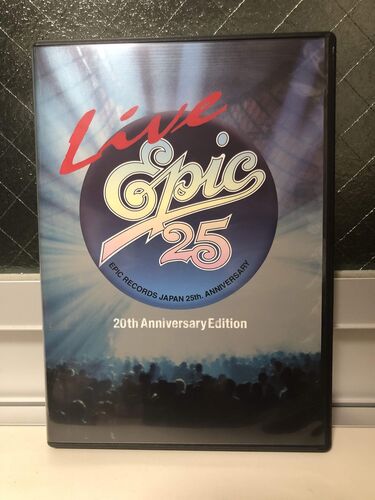 Live
Epic
25
EPIC RECORDS JAPAN 25th. ANNIVERSARY
20th Anniversary Edition